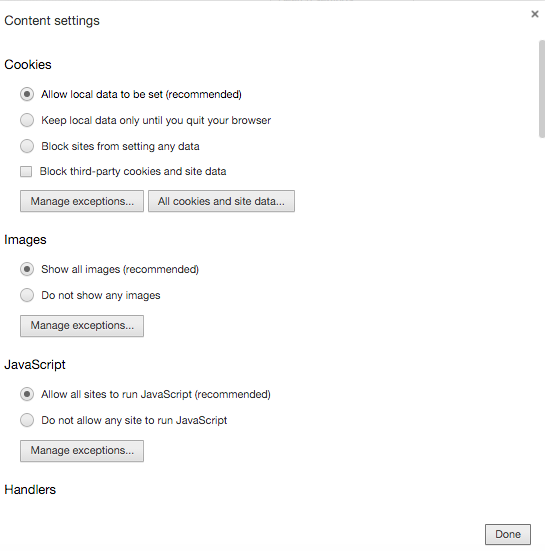 Content settings
Cookies
Allow local data to be set (recommended)
Keep local data only until you quit your browser
Block sites from setting any data
Block third-party cookies and site data
Manage exceptions... All cookies and site data...
Images
Show all images (recommended)
Do not show any images
Manage exceptions...
JavaScript
Allow all sites to run JavaScript (recommended)
Do not allow any site to run JavaScript
Manage exceptions...
Handlers
Done